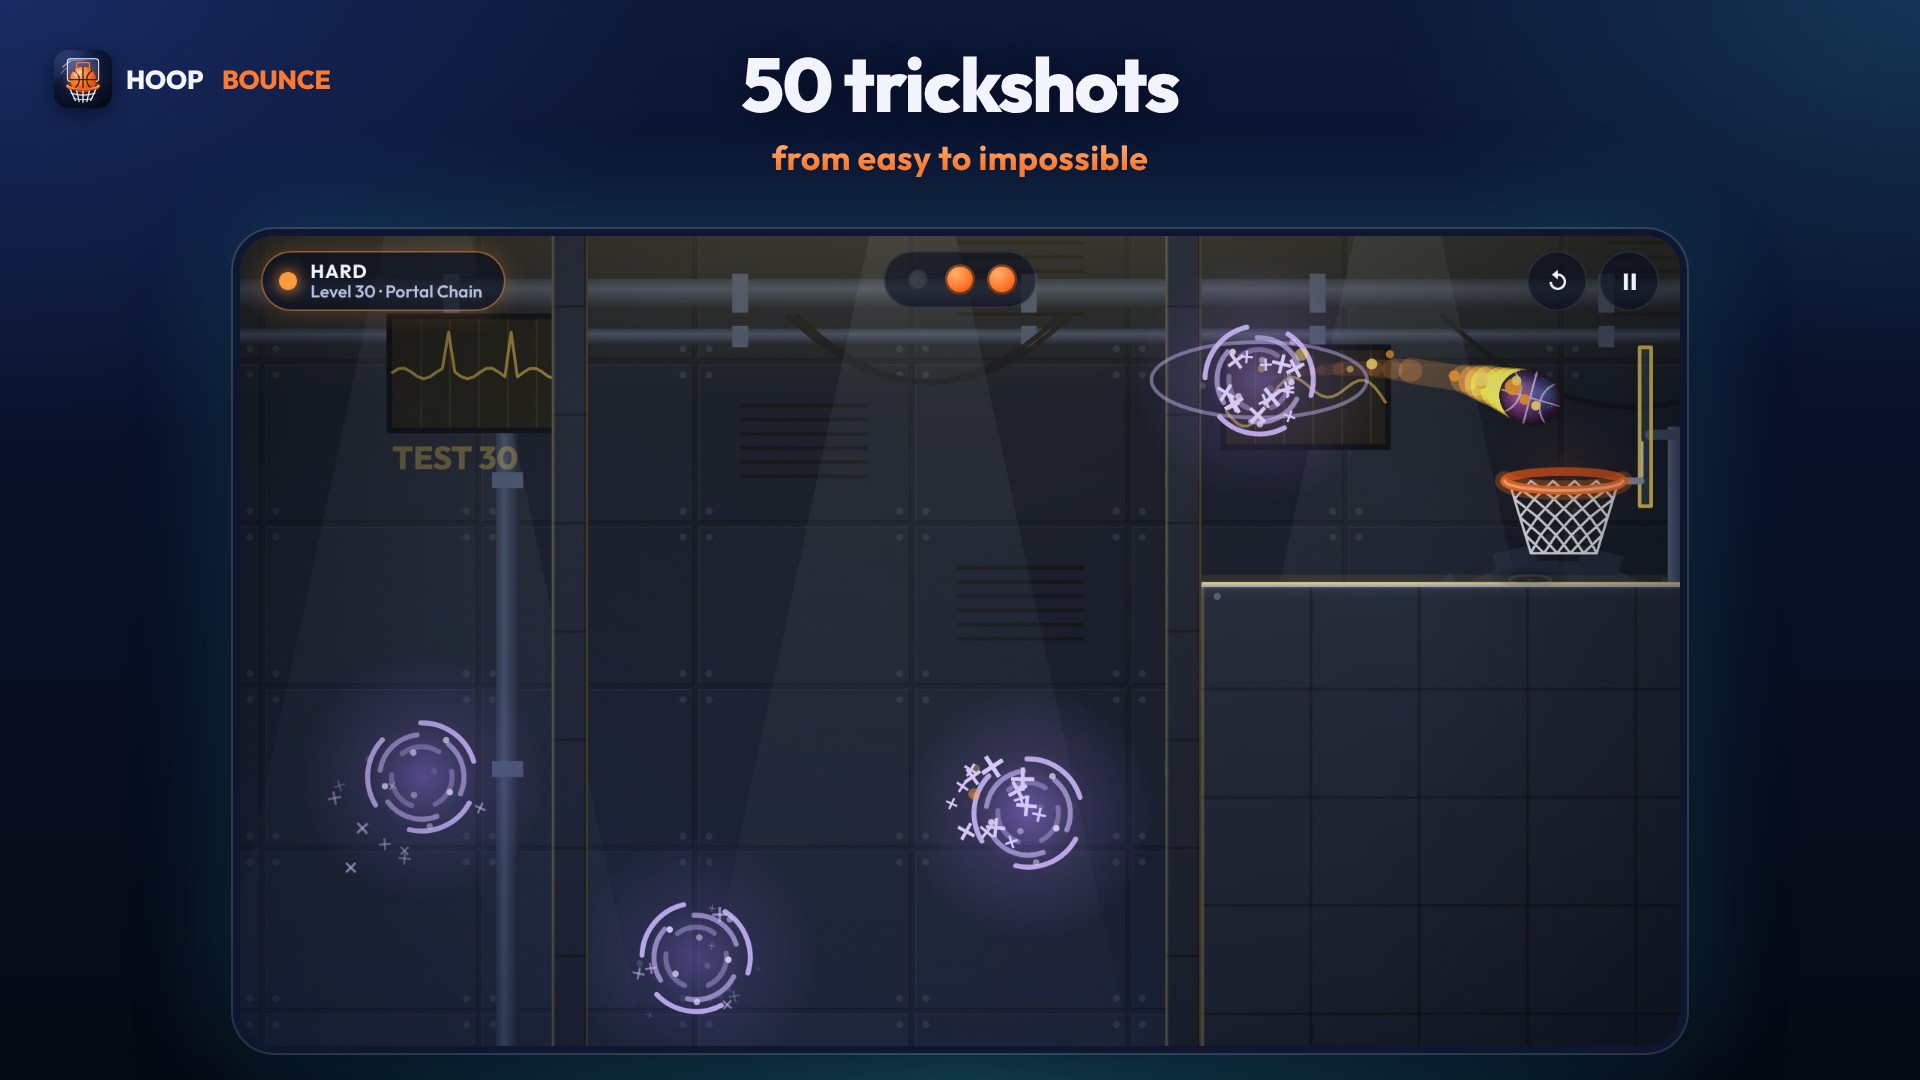 HOOP BOUNCE
50 trickshots
from easy to impossible
HARD
Level 30 · Portal Chain
TEST 30